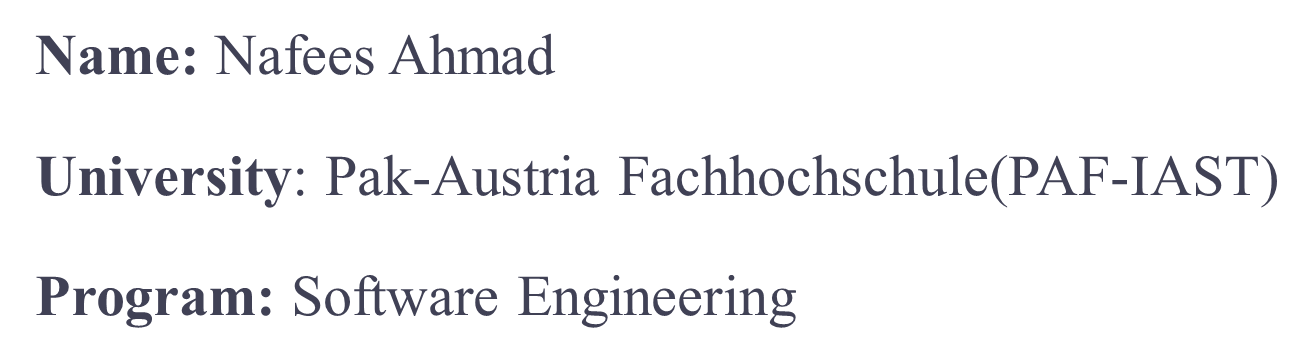 Name: Nafees Ahmad
University: Pak-Austria Fachhochschule(PAF-IAST)
Program: Software Engineering